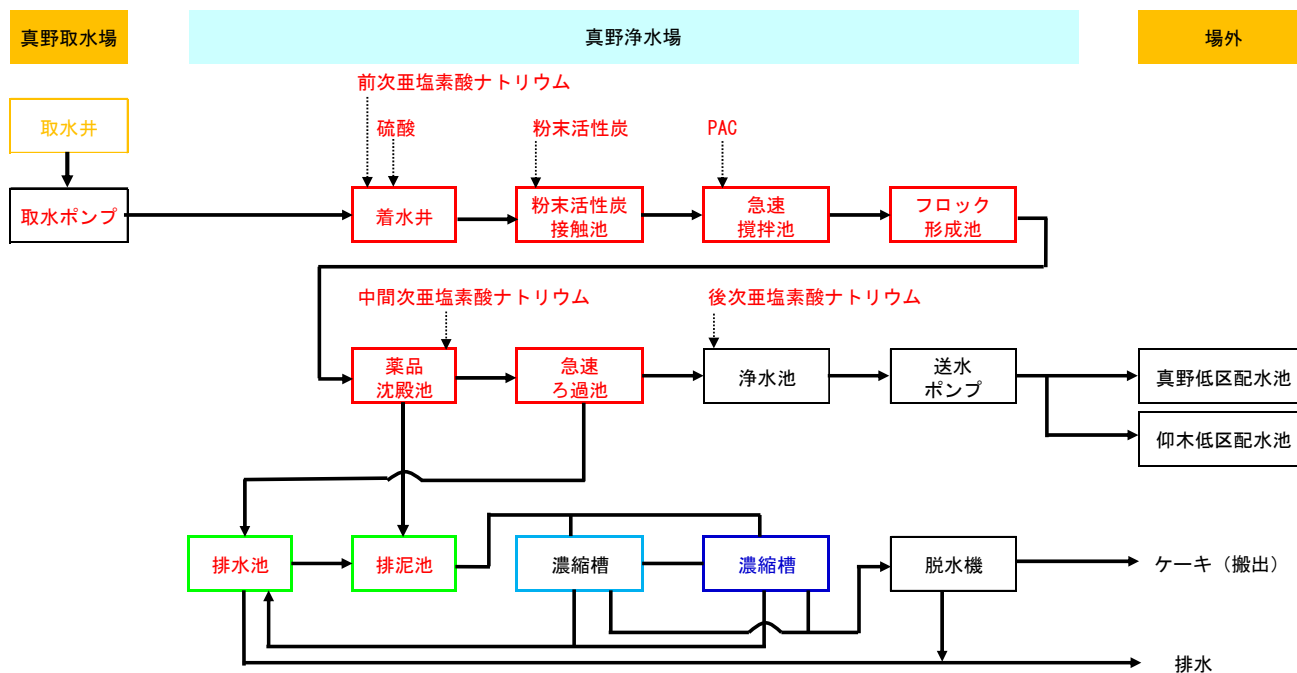 真野取水場
真野浄水場
場外
前次亜塩素酸ナトリウム
取水井
硫酸
粉末活性炭
PAC
取水ポンプ
着水井
粉末活性炭
接触池
急速
撹拌池
フロック
形成池
中間次亜塩素酸ナトリウム
後次亜塩素酸ナトリウム
薬品
沈殿池
急速
ろ過池
浄水池
送水
ポンプ
真野低区配水池
仰木低区配水池
排水池
排泥池
濃縮槽
濃縮槽
脱水機
ケーキ（搬出）
排水